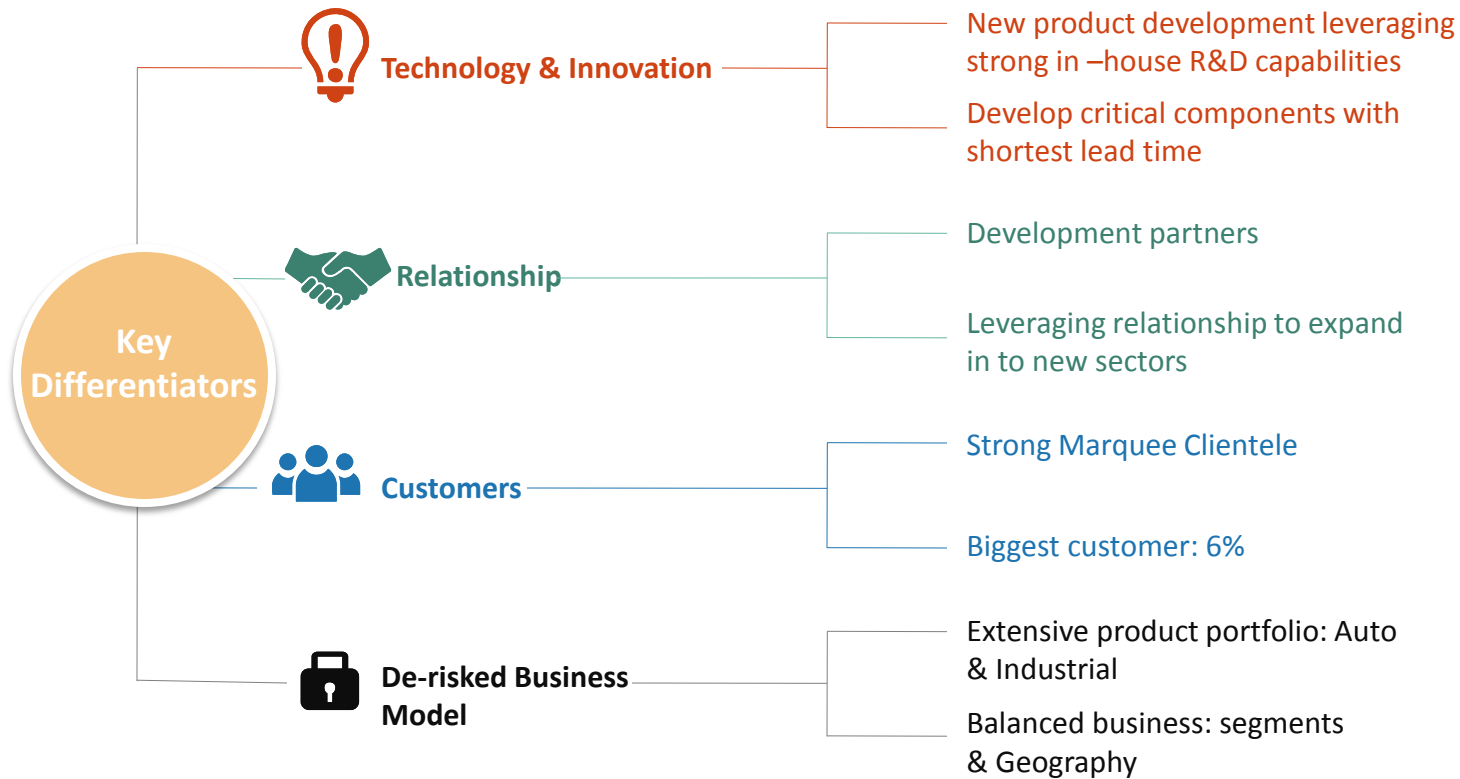 Key
Differentiators
Technology & Innovation
New product development leveraging
strong in –house R&D capabilities
Develop critical components with
shortest lead time
Relationship
Development partners
Leveraging relationship to expand
in to new sectors
Customers
Strong Marquee Clientele
Biggest customer: 6%
De-risked Business
Model
Extensive product portfolio: Auto
& Industrial
Balanced business: segments
& Geography